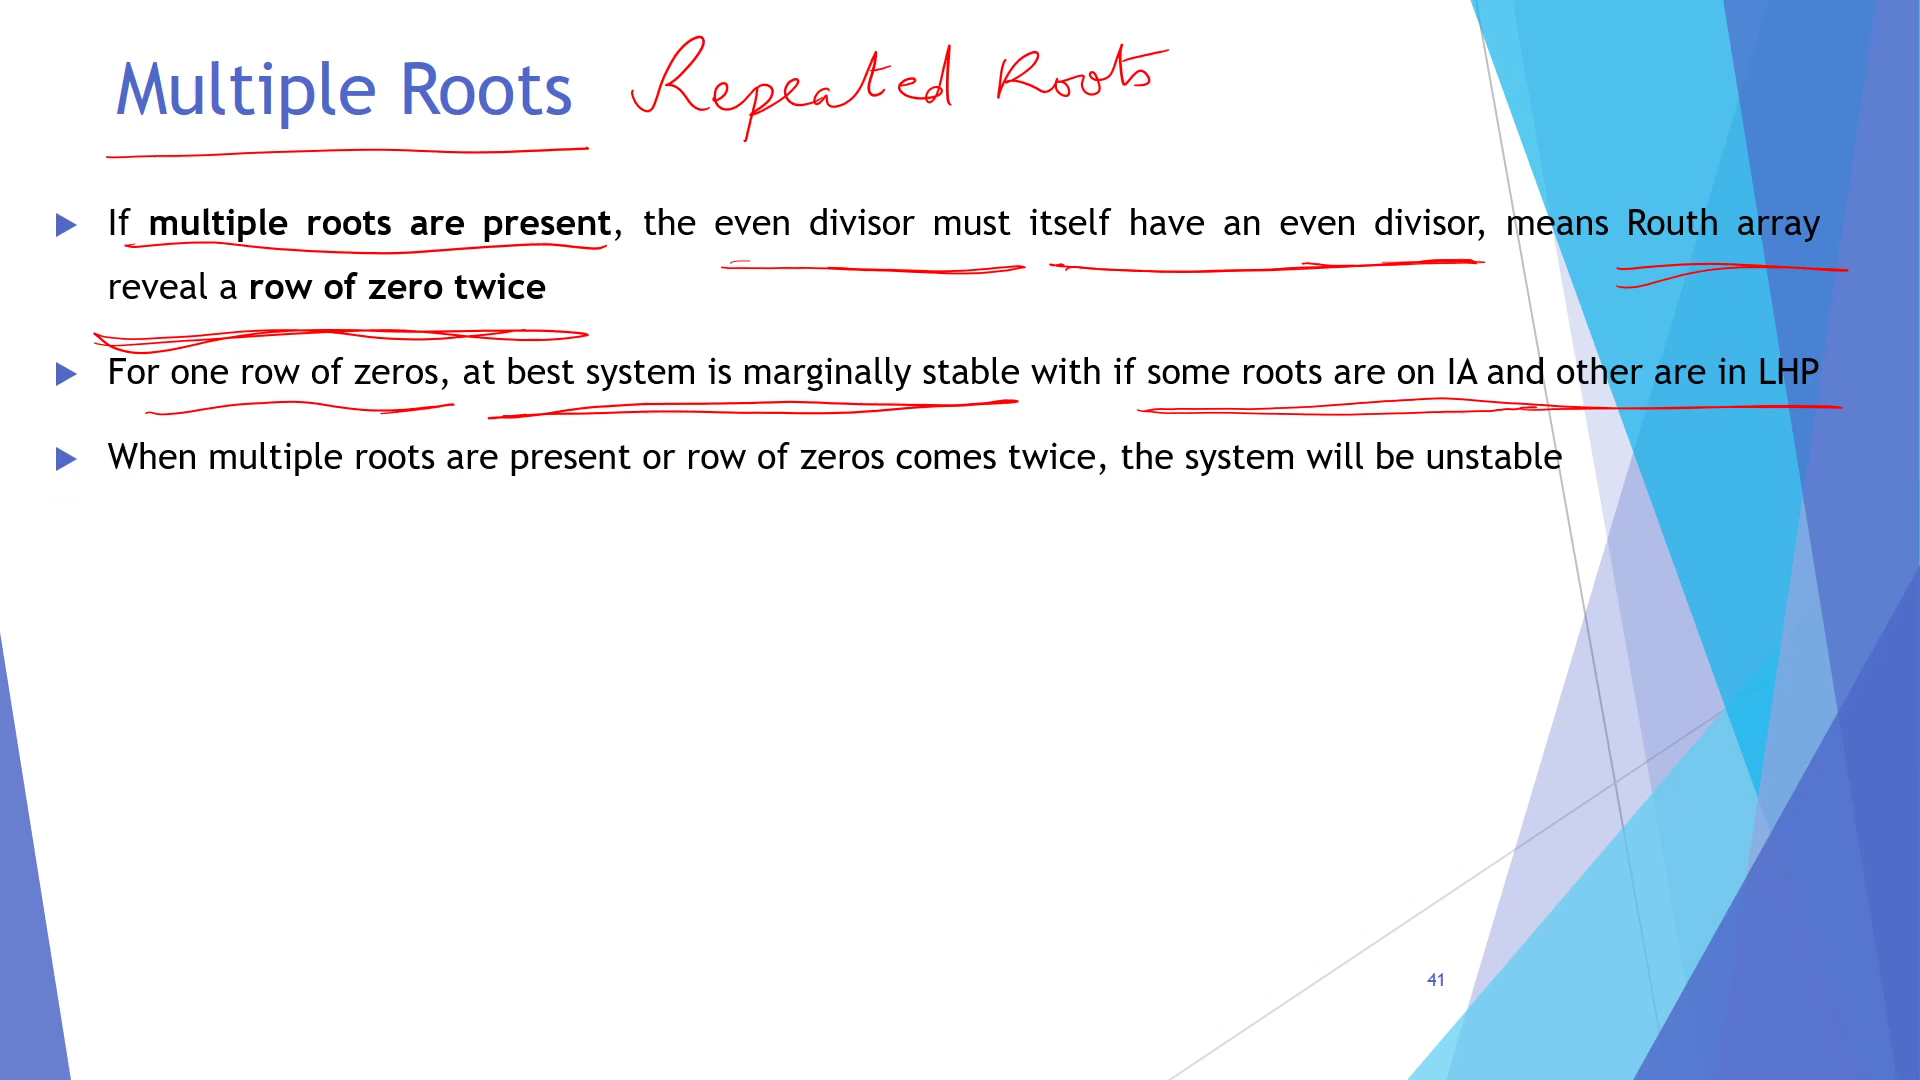 Multiple Roots Repeated Roots
If multiple roots are present, the even divisor must itself have an even divisor, means Routh array
reveal a row of zero twice
For one row of zeros, at best system is marginally stable with if some roots are on IA and other are in LHP
When multiple roots are present or row of zeros comes twice, the system will be unstable
41